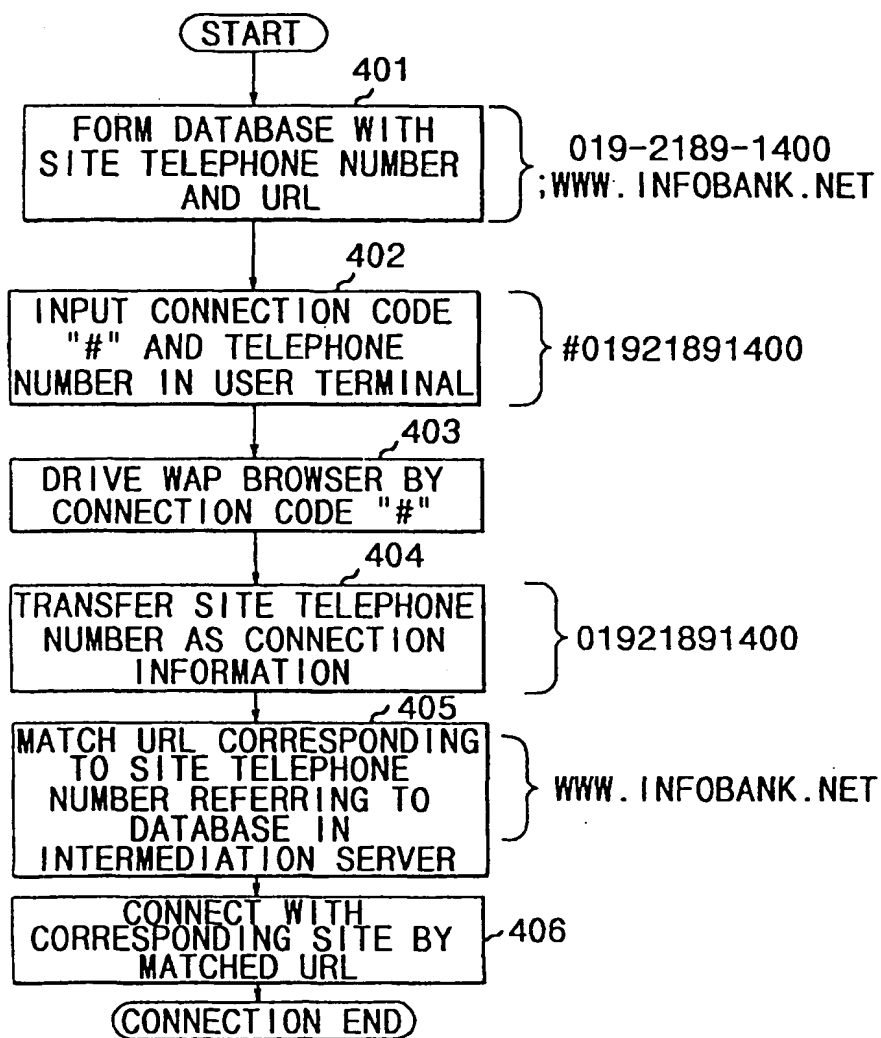 START
401
FORM DATABASE WITH
SITE TELEPHONE NUMBER
AND URL
019-2189-1400
;WWW.INFOBANK.NET
402
INPUT CONNECTION CODE
"#" AND TELEPHONE
NUMBER IN USER TERMINAL
#01921891400
403
DRIVE WAP BROWSER BY
CONNECTION CODE "#"
404
TRANSFER SITE TELEPHONE
NUMBER AS CONNECTION
INFORMATION
01921891400
405
MATCH URL CORRESPONDING
TO SITE TELEPHONE
NUMBER REFERRING TO
DATABASE IN
INTERMEDIATION SERVER
WWW.INFOBANK.NET
CONNECT WITH
CORRESPONDING SITE BY
MATCHED URL
406
CONNECTION END